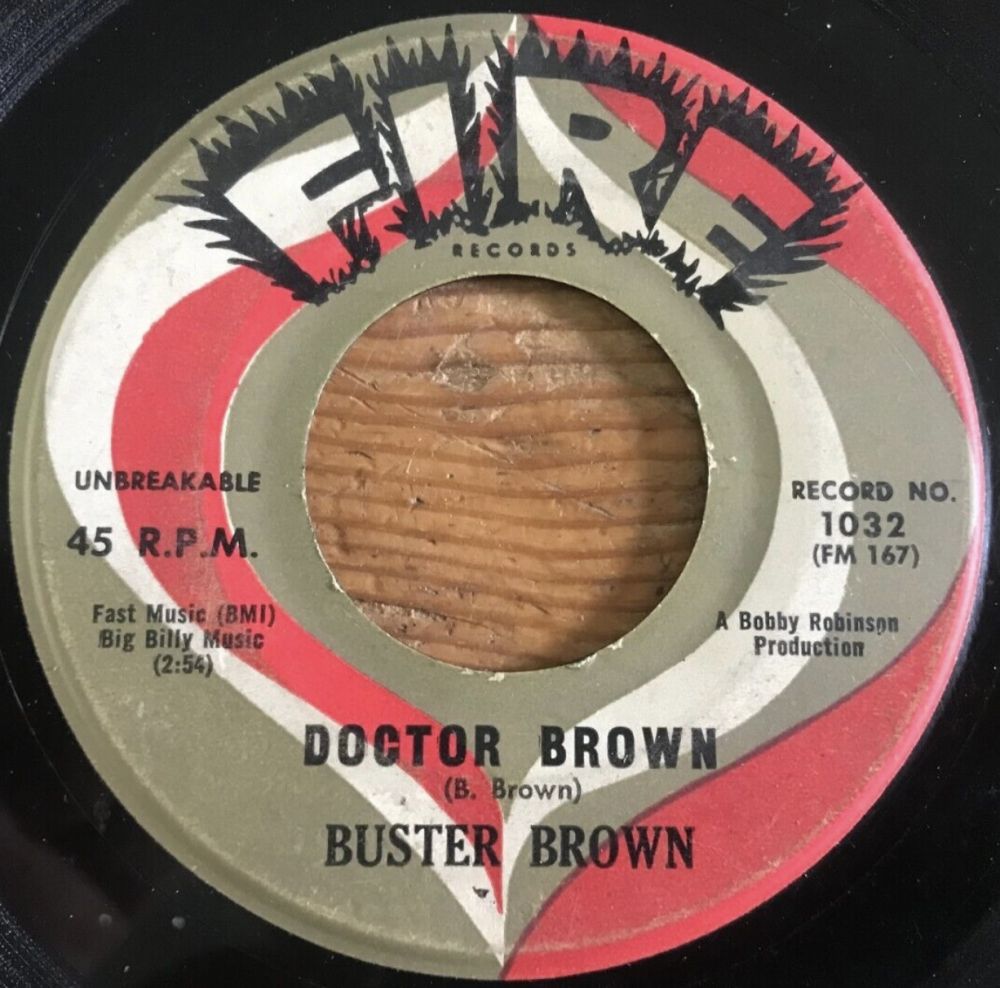 FIRE
RECORDS
UNBREAKABLE
45 R.P.M.
Fast Music (BMI)
Big Billy Music
(2:54)
RECORD NO.
1032
(FM 167)
A Bobby Robinson
Production
DOCTOR BROWN
(B. Brown)
BUSTER BROWN